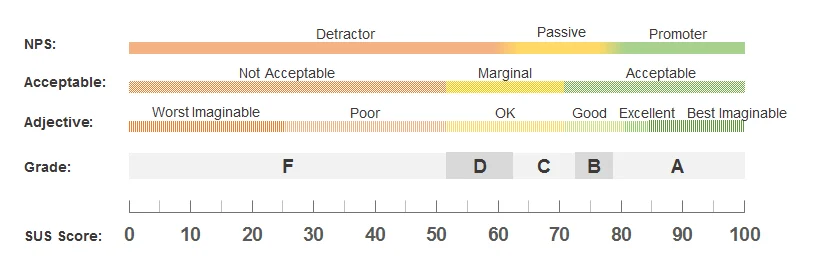 NPS: Detractor Passive Promoter
Acceptable: Not Acceptable Marginal Acceptable
Adjective: Worst Imaginable Poor OK Good Excellent Best Imaginable
Grade: F D C B A
SUS Score: 0 10 20 30 40 50 60 70 80 90 100